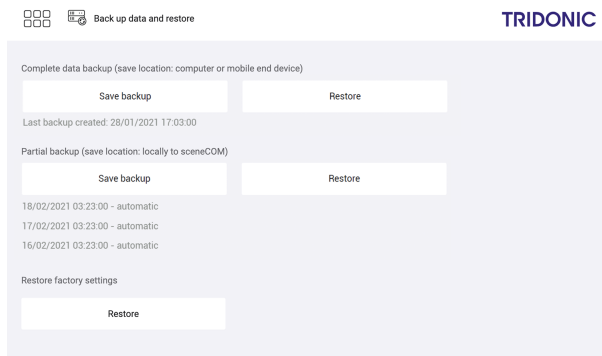 Back up data and restore
TRIDONIC
Complete data backup (save location: computer or mobile end device)
Save backup
Restore
Last backup created: 28/01/2021 17:03:00
Partial backup (save location: locally to sceneCOM)
Save backup
Restore
18/02/2021 03:23:00 - automatic
17/02/2021 03:23:00 - automatic
16/02/2021 03:23:00 - automatic
Restore factory settings
Restore